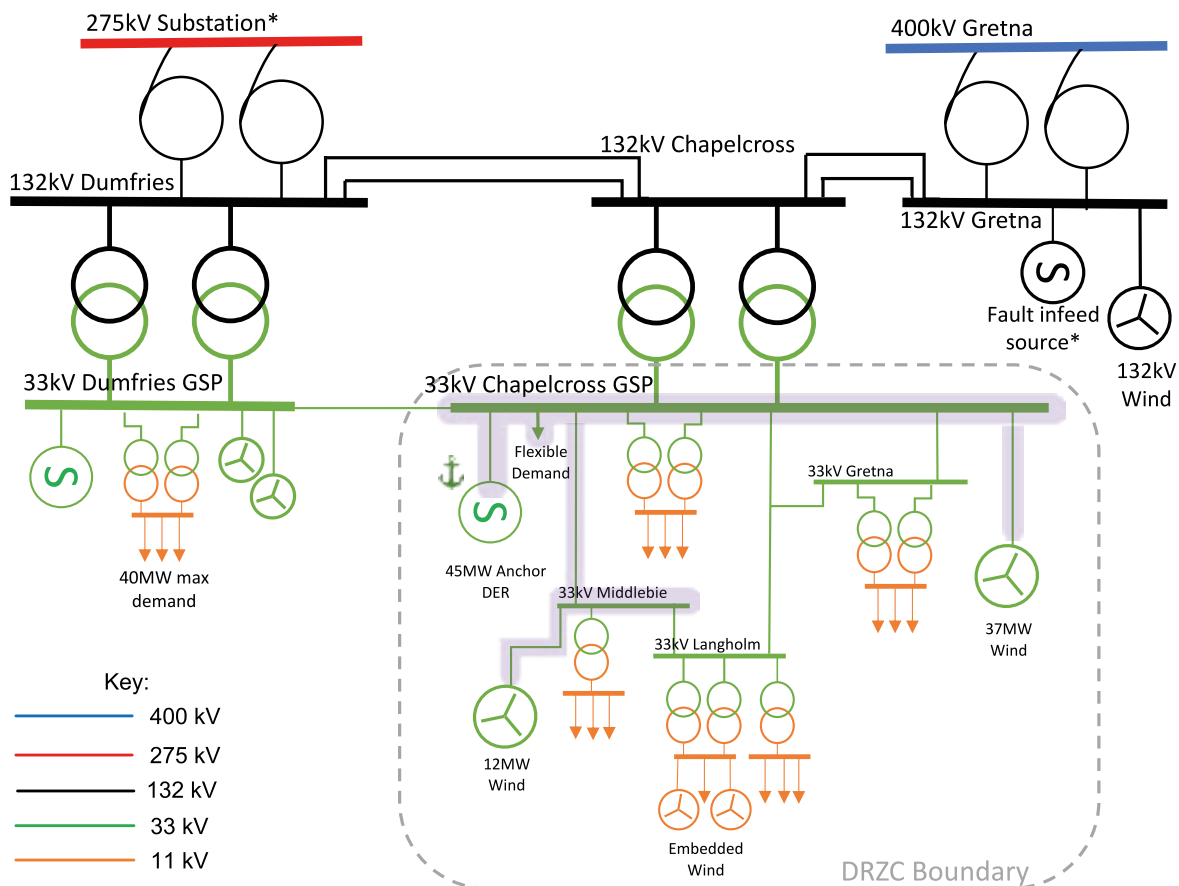 275kV Substation*
400kV Gretna
132kV Chapelcross
132kV Dumfries
132kV Gretna
S
Fault infeed
source*
132kV
Wind
33kV Dumfries GSP
33kV Chapelcross GSP
Flexible
Demand
33kV Gretna
S
S
40MW max
demand
45MW Anchor
DER
33kV Middlebie
37MW
Wind
33kV Langholm
12MW
Wind
Embedded
Wind
Key:
400 kV
275 kV
132 kV
33 kV
11 kV
DRZC Boundary